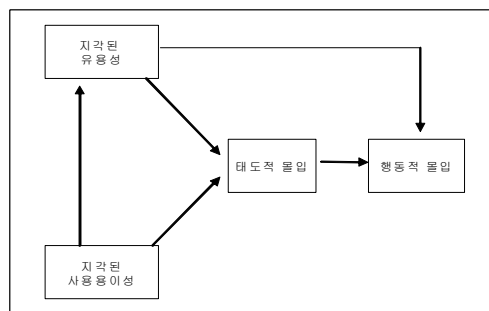 지각된
유용성
태도적 몰입
행동적 몰입
지각된
사용용이성